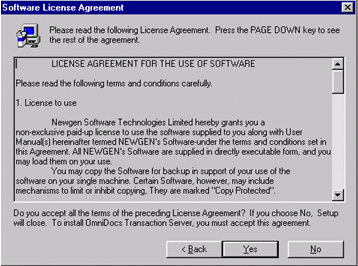 Software License Agreement
Please read the following License Agreement. Press the PAGE DOWN key to see
the rest of the agreement.
LICENSE AGREEMENT FOR THE USE OF SOFTWARE
Please read the following terms and conditions carefully.
1. License to use
Newgen Software Technologies Limited hereby grants you a
non-exclusive paid-up license to use the software supplied to you along with User
Manual(s) hereinafter termed NEWGEN's Software-under the terms and conditions set in
this Agreement. All NEWGEN's Software are supplied in directly executable form, and you
may load them on your use.
You may copy the Software for backup in support of your use of the
software on your single machine. Certain Software, however, may include
mechanisms to limit or inhibit copying, They are marked "Copy Protected".
Do you accept all the terms of the preceding License Agreement? If you choose No, Setup
will close. To install OmniDocs Transaction Server, you must accept this agreement.
< Back Yes No